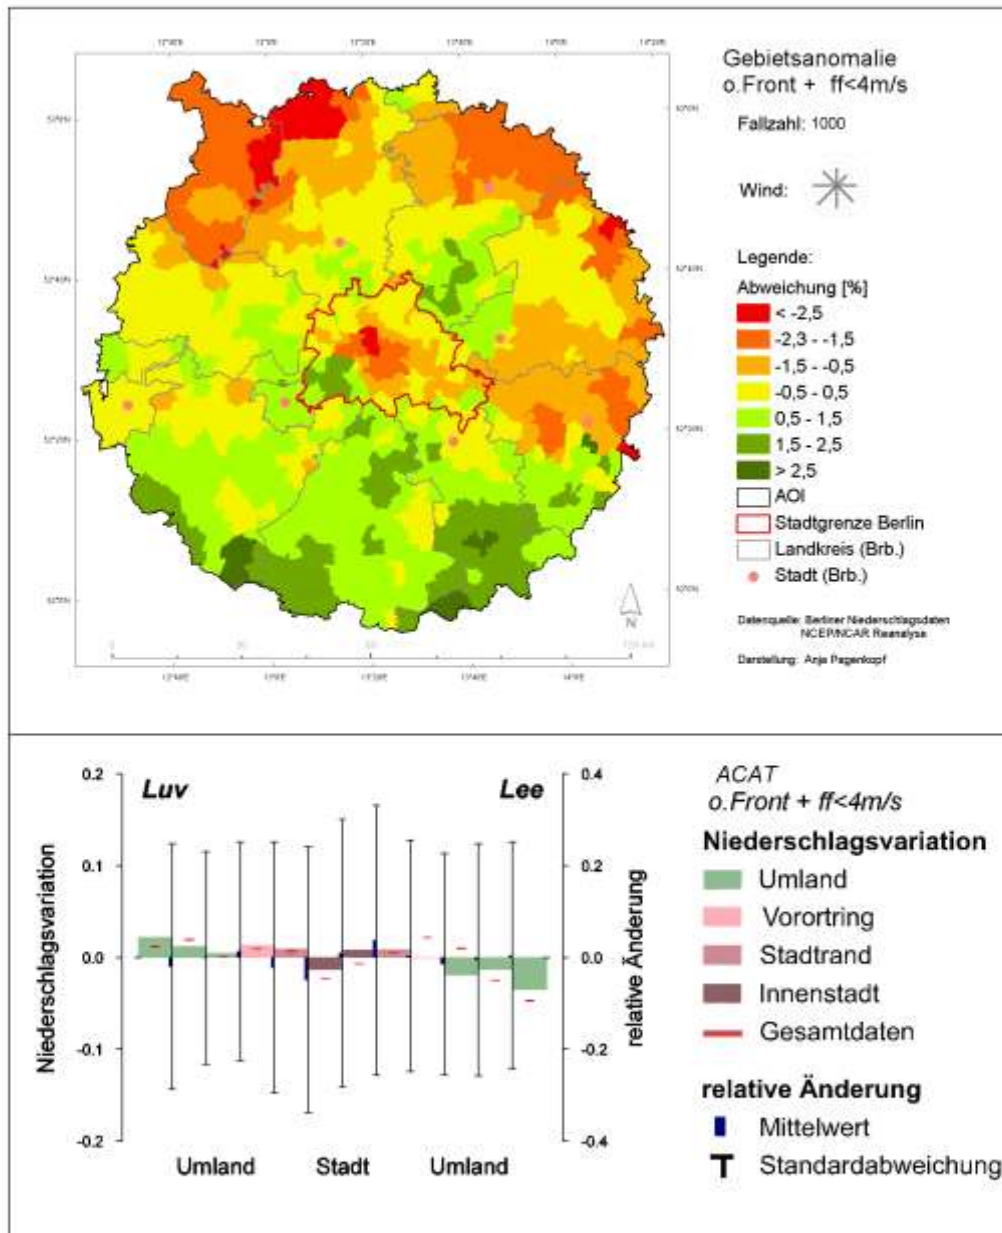 Gebietsanomalie
o.Front + ff<4m/s
Fallzahl: 1000
Wind:
Legende:
Abweichung [%]
< -2,5
-2,3 - -1,5
-1,5 - -0,5
-0,5 - 0,5
0,5 - 1,5
1,5 - 2,5
> 2,5
AOI
Stadtgrenze Berlin
Landkreis (Brb.)
Stadt (Brb.)
N
Datenquelle: Berliner Niederschlagsdaten
NCEP/NCAR Reanalyse
Darstellung: Anja Pagenkopf
0.2
0.1
0.0
-0.1
-0.2
Niederschlagsvariation
Luv
Lee
0.4
0.2
0.0
-0.2
-0.4
relative Änderung
Umland
Stadt
Umland
ACAT
o.Front + ff<4m/s
Niederschlagsvariation
Umland
Vorortring
Stadtrand
Innenstadt
Gesamtdaten
relative Änderung
Mittelwert
Standardabweichung